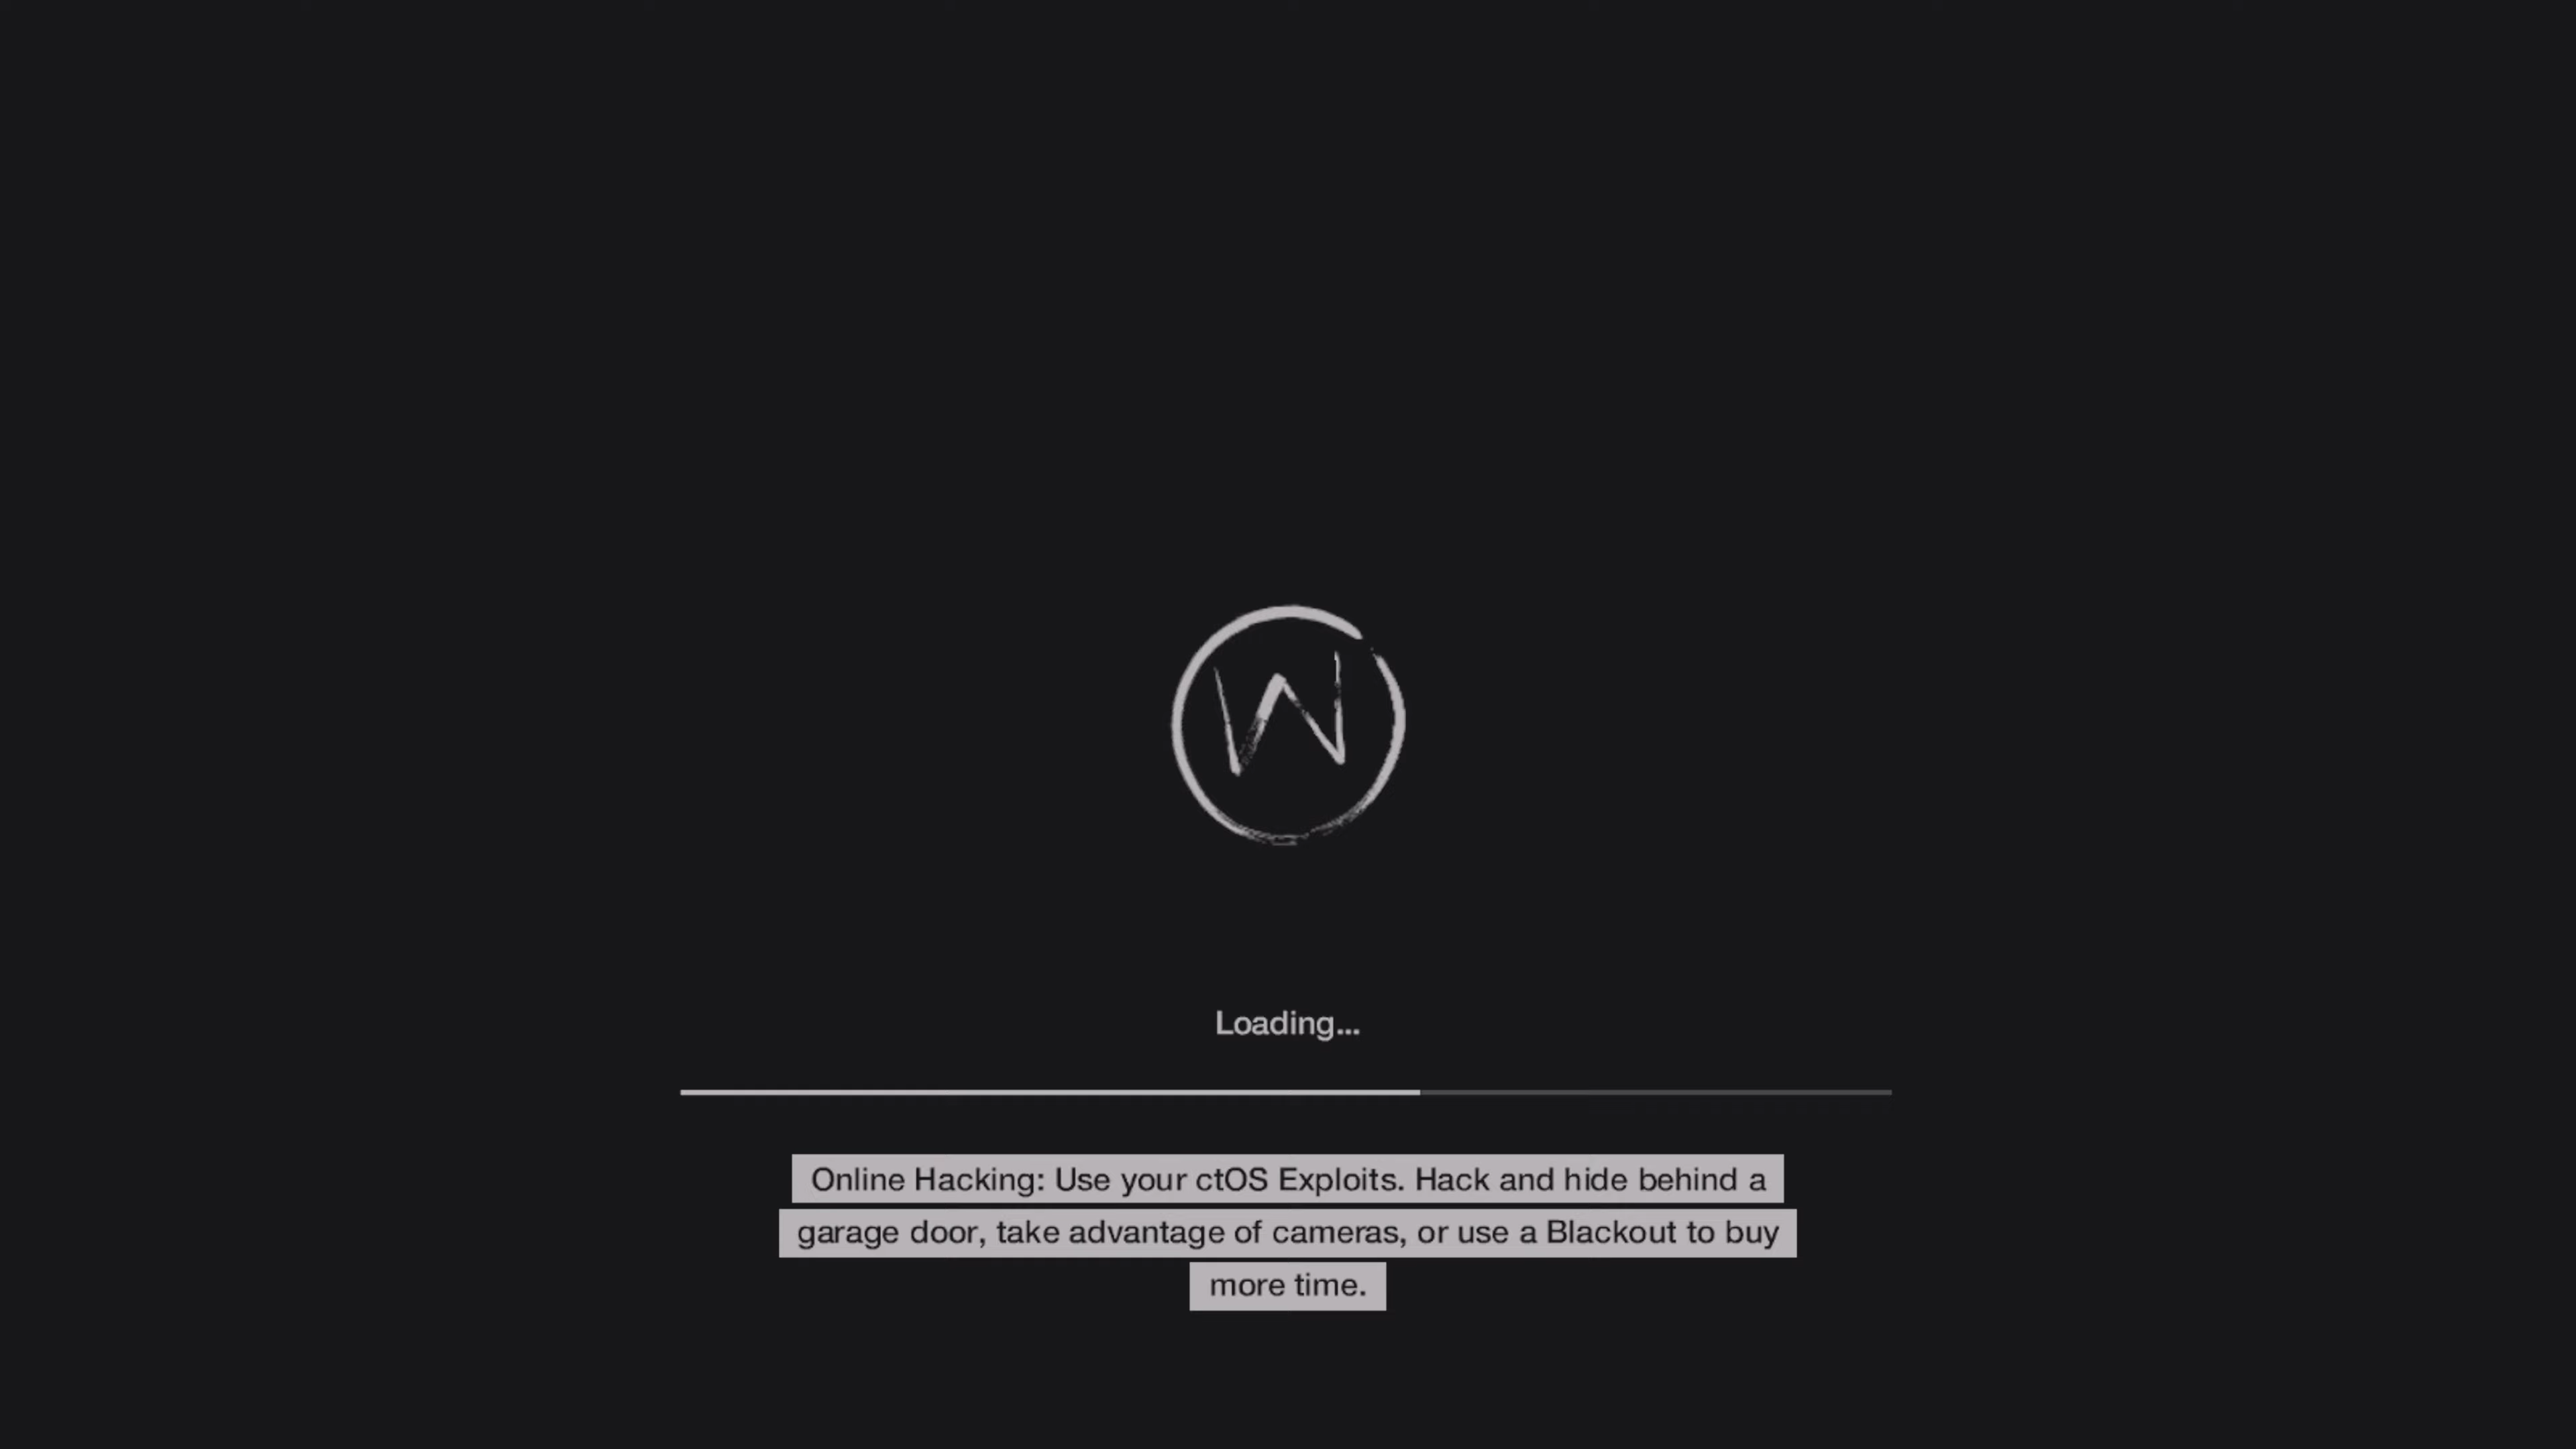 W
Loading...
Online Hacking: Use your ctOS Exploits. Hack and hide behind a
garage door, take advantage of cameras, or use a Blackout to buy
more time.